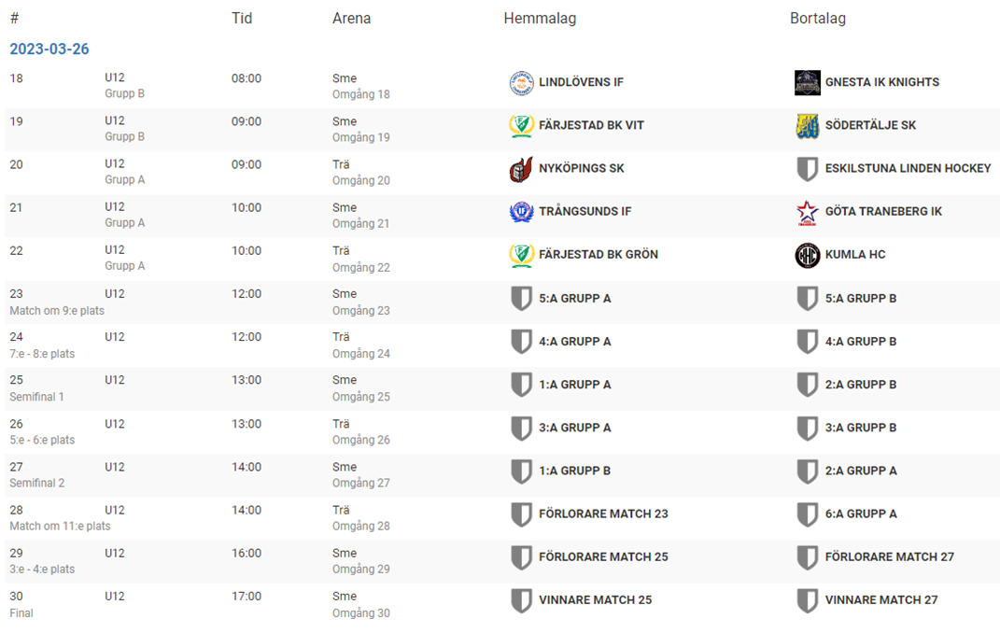 # Tid Arena Hemmalag Bortalag
2023-03-26
18 U12 08:00 Sme LINDLÖVENS IF GNESTA IK KNIGHTS
Grupp B Omgång 18
19 U12 09:00 Sme FÄRJESTAD BK VIT SÖDERTÄLJE SK
Grupp B Omgång 19
20 U12 09:00 Trä NYKÖPINGS SK ESKILSTUNA LINDEN HOCKEY
Grupp A Omgång 20
21 U12 10:00 Sme TRÅNGSUNDS IF GÖTA TRANEBERG IK
Grupp A Omgång 21
22 U12 10:00 Trä FÄRJESTAD BK GRÖN KUMLA HC
Grupp A Omgång 22
23 U12 12:00 Sme 5:A GRUPP A 5:A GRUPP B
Match om 9:e plats Omgång 23
24 U12 12:00 Trä 4:A GRUPP A 4:A GRUPP B
7:e - 8:e plats Omgång 24
25 U12 13:00 Sme 1:A GRUPP A 2:A GRUPP B
Semifinal 1 Omgång 25
26 U12 13:00 Trä 3:A GRUPP A 3:A GRUPP B
5:e - 6:e plats Omgång 26
27 U12 14:00 Sme 1:A GRUPP B 2:A GRUPP A
Semifinal 2 Omgång 27
28 U12 14:00 Trä FÖRLORARE MATCH 23 6:A GRUPP A
Match om 11:e plats Omgång 28
29 U12 16:00 Sme FÖRLORARE MATCH 25 FÖRLORARE MATCH 27
3:e - 4:e plats Omgång 29
30 U12 17:00 Sme VINNARE MATCH 25 VINNARE MATCH 27
Final Omgång 30